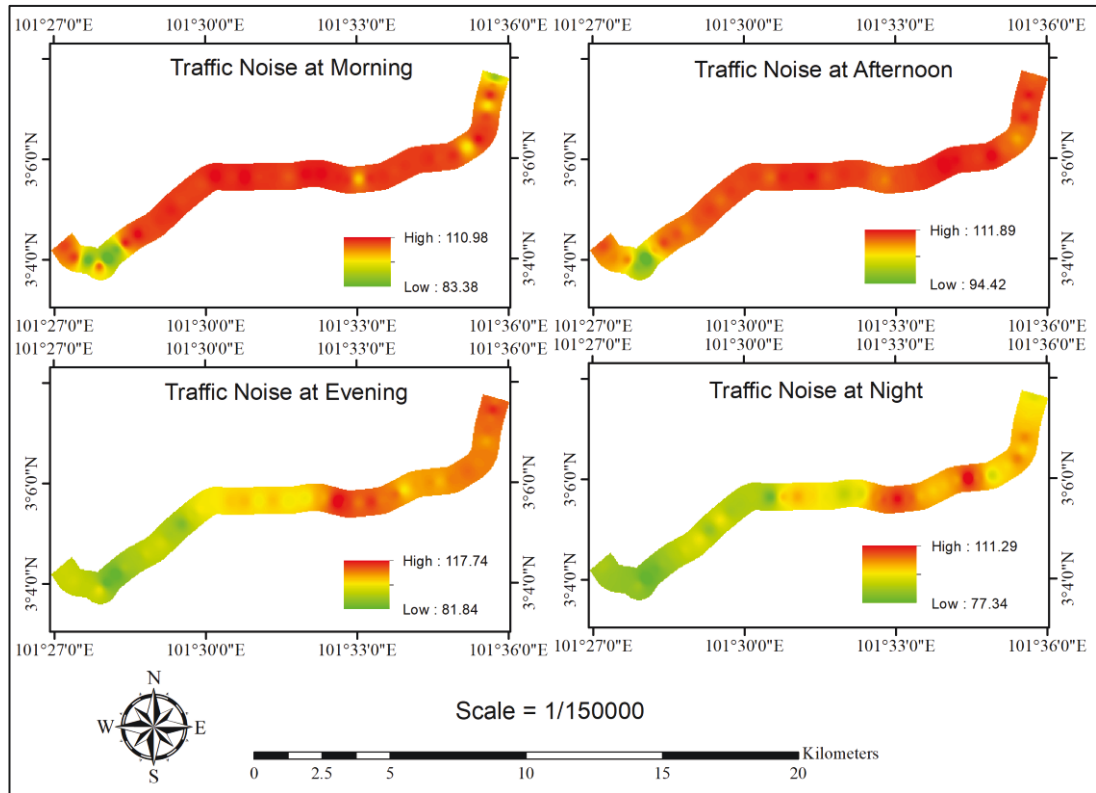 101°27'0"E 101°30'0"E 101°33'0"E 101°36'0"E
101°27'0"E 101°30'0"E 101°33'0"E 101°36'0"E
Traffic Noise at Morning
3°6'0"N
3°4'0"N
High : 110.98
Low : 83.38
3°6'0"N
3°4'0"N
Traffic Noise at Afternoon
3°6'0"N
3°4'0"N
High : 111.89
Low : 94.42
3°6'0"N
3°4'0"N
101°27'0"E 101°30'0"E 101°33'0"E 101°36'0"E
101°27'0"E 101°30'0"E 101°33'0"E 101°36'0"E
101°27'0"E 101°30'0"E 101°33'0"E 101°36'0"E
101°27'0"E 101°30'0"E 101°33'0"E 101°36'0"E
Traffic Noise at Evening
3°6'0"N
3°4'0"N
High : 117.74
Low : 81.84
3°6'0"N
3°4'0"N
Traffic Noise at Night
3°6'0"N
3°4'0"N
High : 111.29
Low : 77.34
3°6'0"N
3°4'0"N
101°27'0"E 101°30'0"E 101°33'0"E 101°36'0"E
101°27'0"E 101°30'0"E 101°33'0"E 101°36'0"E
N
W E
S
Scale = 1/150000
Kilometers
0 2.5 5 10 15 20